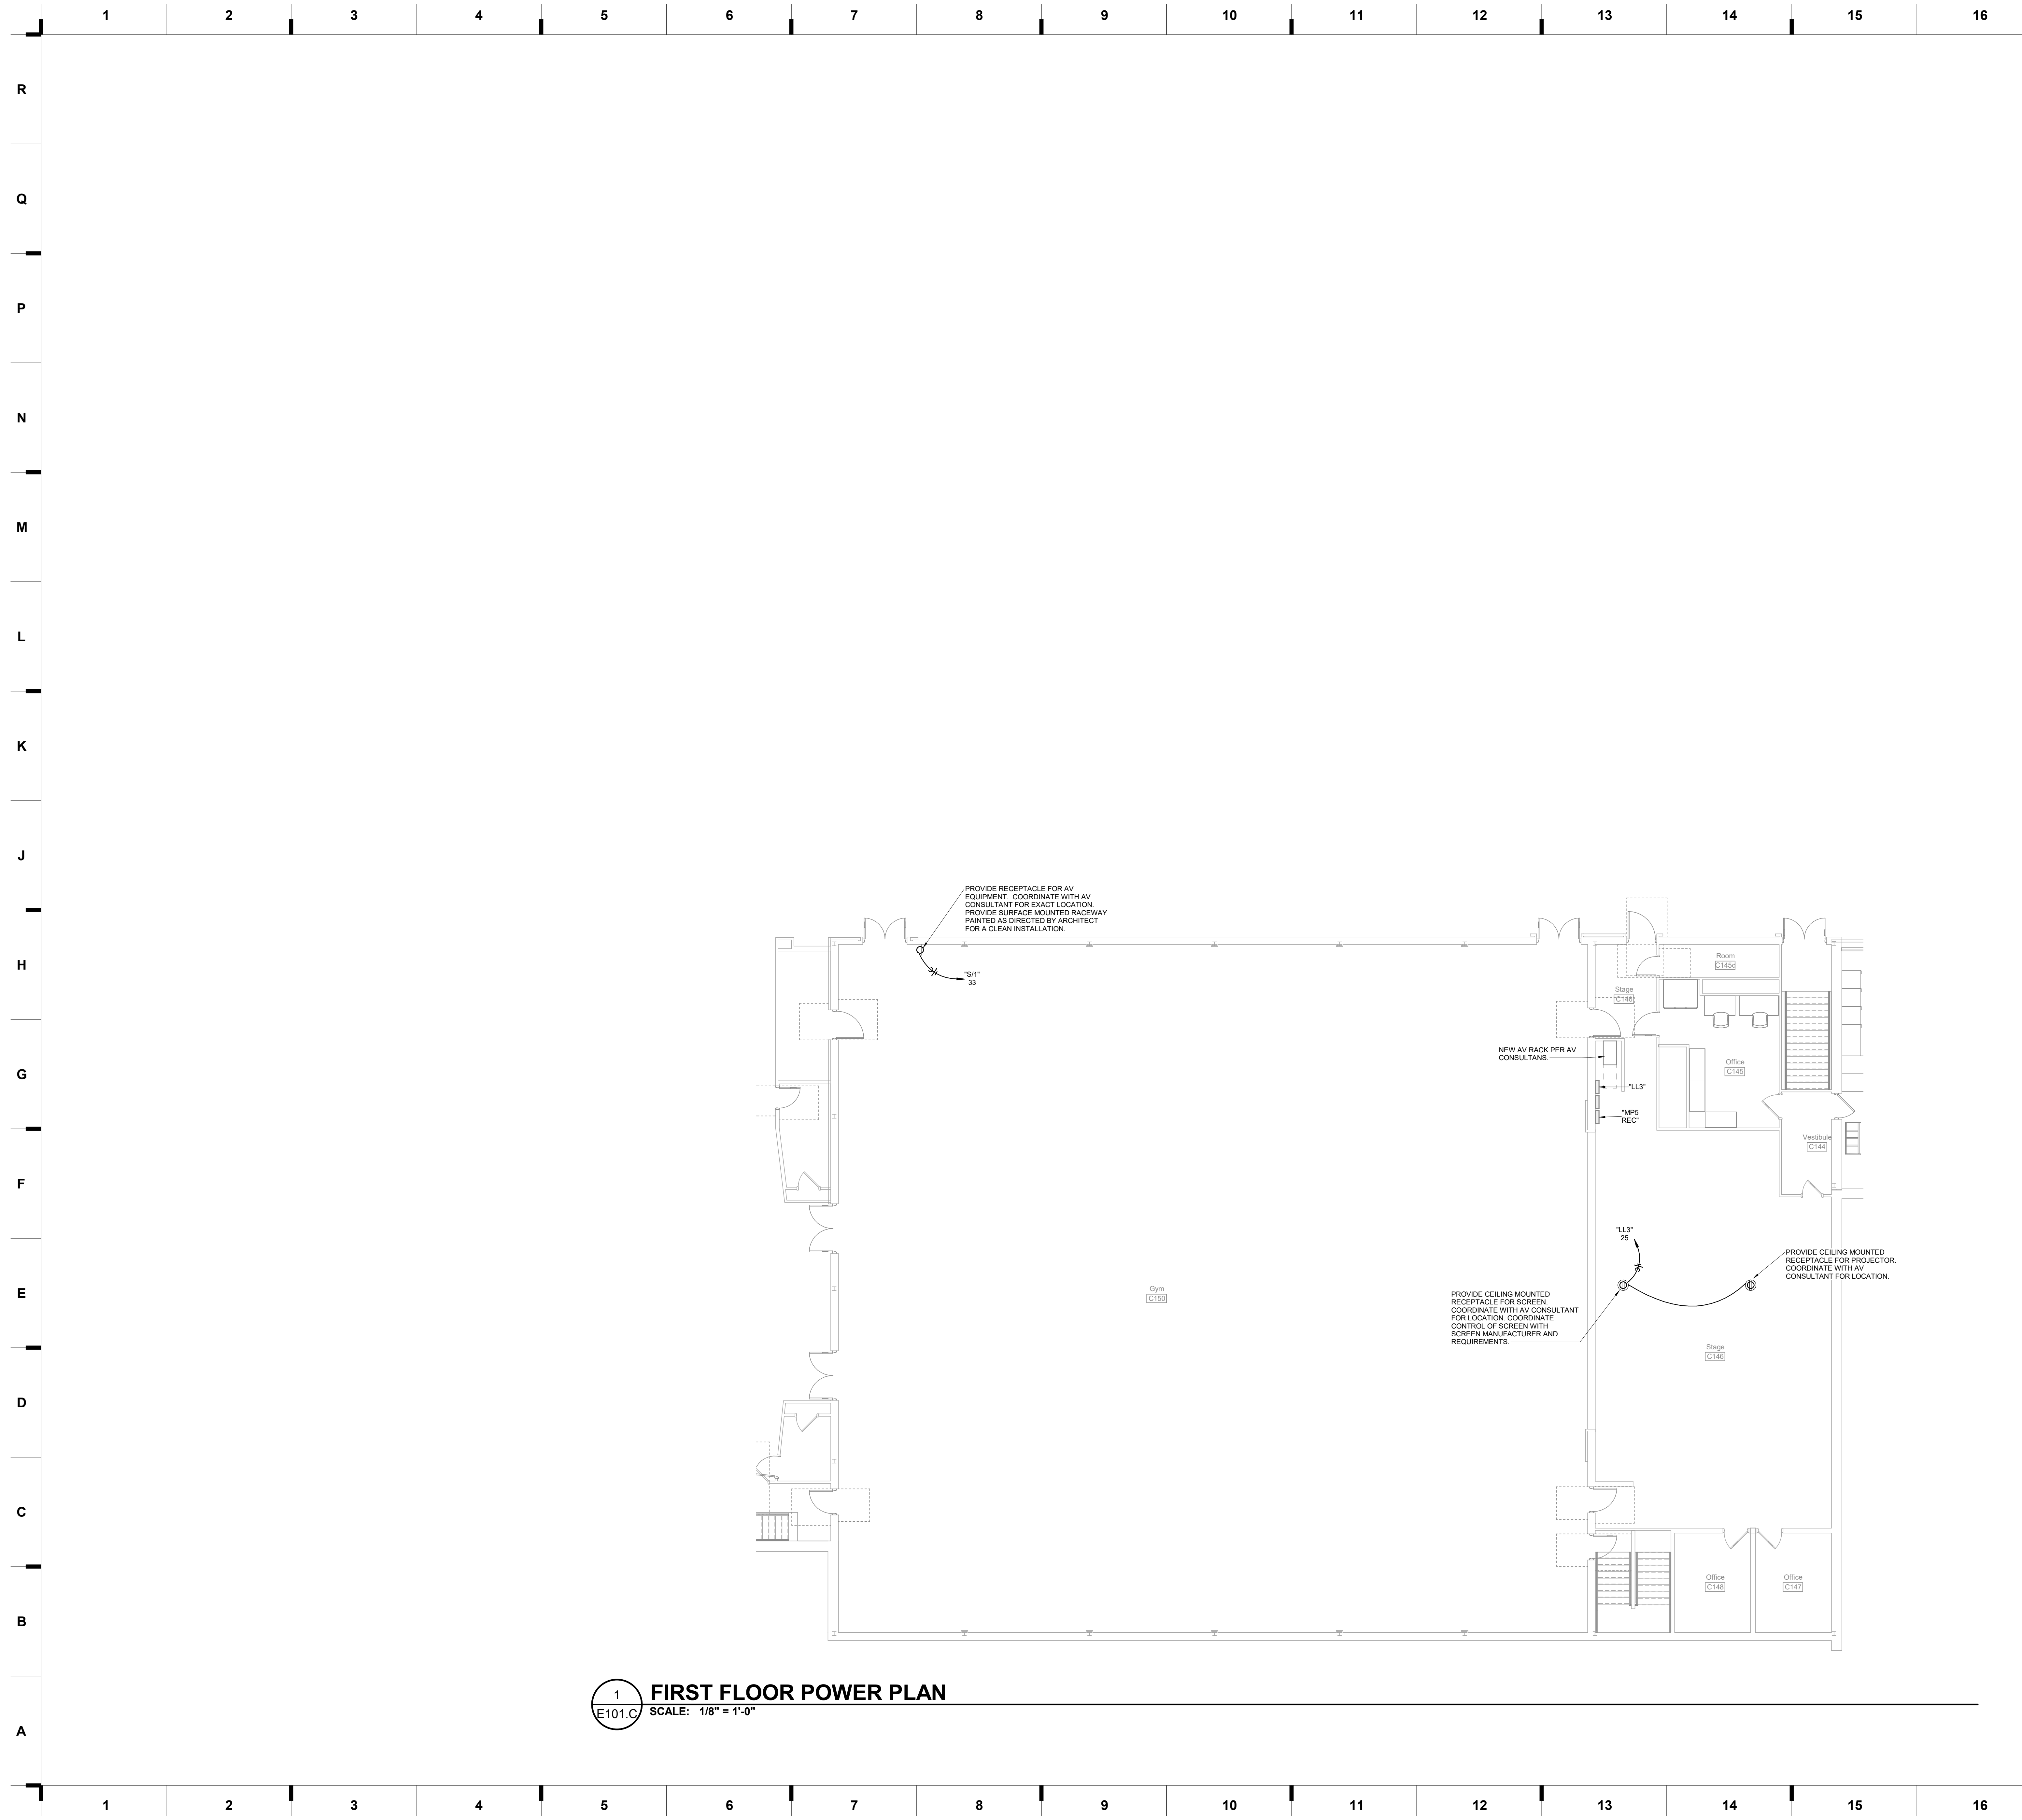 1 2 3 4 5 6 7 8 9 10 11 12 13 14 15 16
R
Q
P
N
M
L
K
J
H
G
F
E
D
C
B
A
PROVIDE RECEPTACLE FOR AV
EQUIPMENT. COORDINATE WITH AV
CONSULTANT FOR EXACT LOCATION.
PROVIDE SURFACE MOUNTED RACEWAY
PAINTED AS DIRECTED BY ARCHITECT
FOR A CLEAN INSTALLATION.
"S/1"
33
Room
C145c
Stage
C146
NEW AV RACK PER AV
CONSULTANS.
Office
C145
"LL3"
"MP5
REC"
Vestibule
C144
"LL3"
25
PROVIDE CEILING MOUNTED
RECEPTACLE FOR PROJECTOR.
COORDINATE WITH AV
CONSULTANT FOR LOCATION.
Gym
C150
PROVIDE CEILING MOUNTED
RECEPTACLE FOR SCREEN.
COORDINATE WITH AV CONSULTANT
FOR LOCATION. COORDINATE
CONTROL OF SCREEN WITH
SCREEN MANUFACTURER AND
REQUIREMENTS.
Stage
C146
Office
C148
Office
C147
1
E101.C
FIRST FLOOR POWER PLAN
SCALE: 1/8" = 1'-0"
1 2 3 4 5 6 7 8 9 10 11 12 13 14 15 16